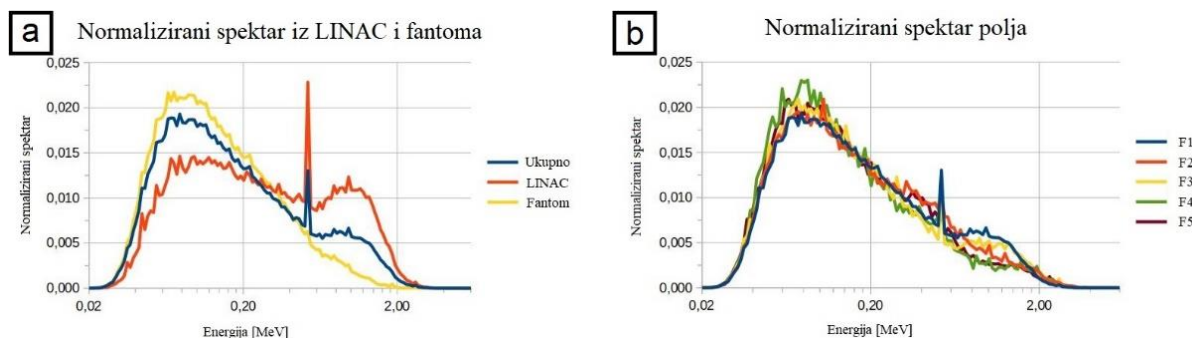 a
Normalizirani spektar iz LINAC i fantoma
Normalizirani spektar
0,025
0,020
0,015
0,010
0,005
0,000
0,02
0,20
2,00
Energija [MeV]
Ukupno
LINAC
Fantom
b
Normalizirani spektar polja
Normalizirani spektar
0,025
0,020
0,015
0,010
0,005
0,000
0,02
0,20
2,00
Energija [MeV]
F1
F2
F3
F4
F5